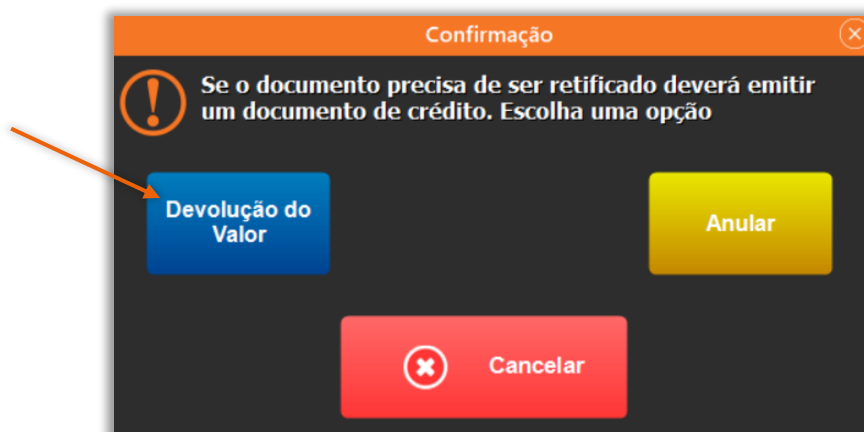 Confirmação
Se o documento precisa de ser retificado deverá emitir
um documento de crédito. Escolha uma opção
Devolução do
Valor
Anular
Cancelar